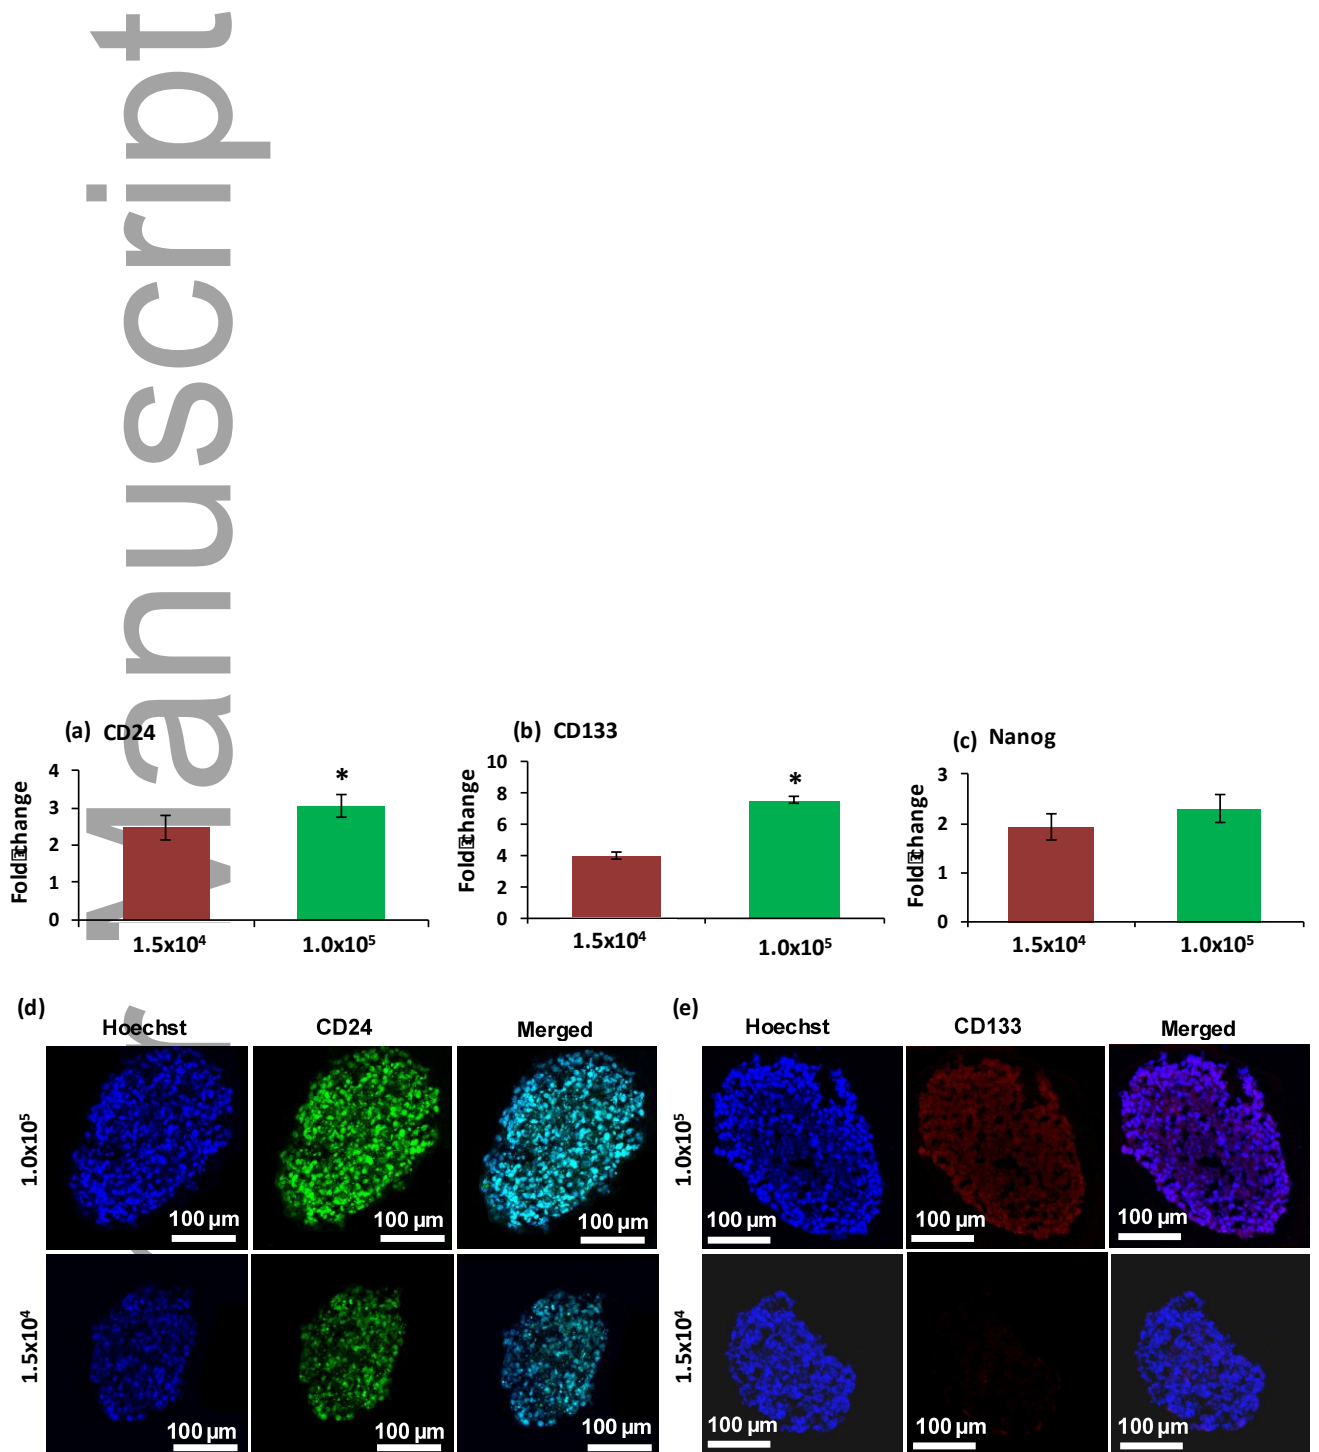 Manuscript
r
(a) CD24
Fold change
4
3
2
1
0
*
1.5x10⁴
1.0x10⁵
(b) CD133
Fold change
10
8
6
4
2
0
*
1.5x10⁴
1.0x10⁵
(c) Nanog
Fold change
3
2
1
0
1.5x10⁴
1.0x10⁵
(d)
Hoechst
CD24
Merged
1.0x10⁵
100 µm
100 µm
100 µm
1.5x10⁴
100 µm
100 µm
100 µm
(e)
Hoechst
CD133
Merged
1.0x10⁵
100 µm
100 µm
100 µm
1.5x10⁴
100 µm
100 µm
100 µm